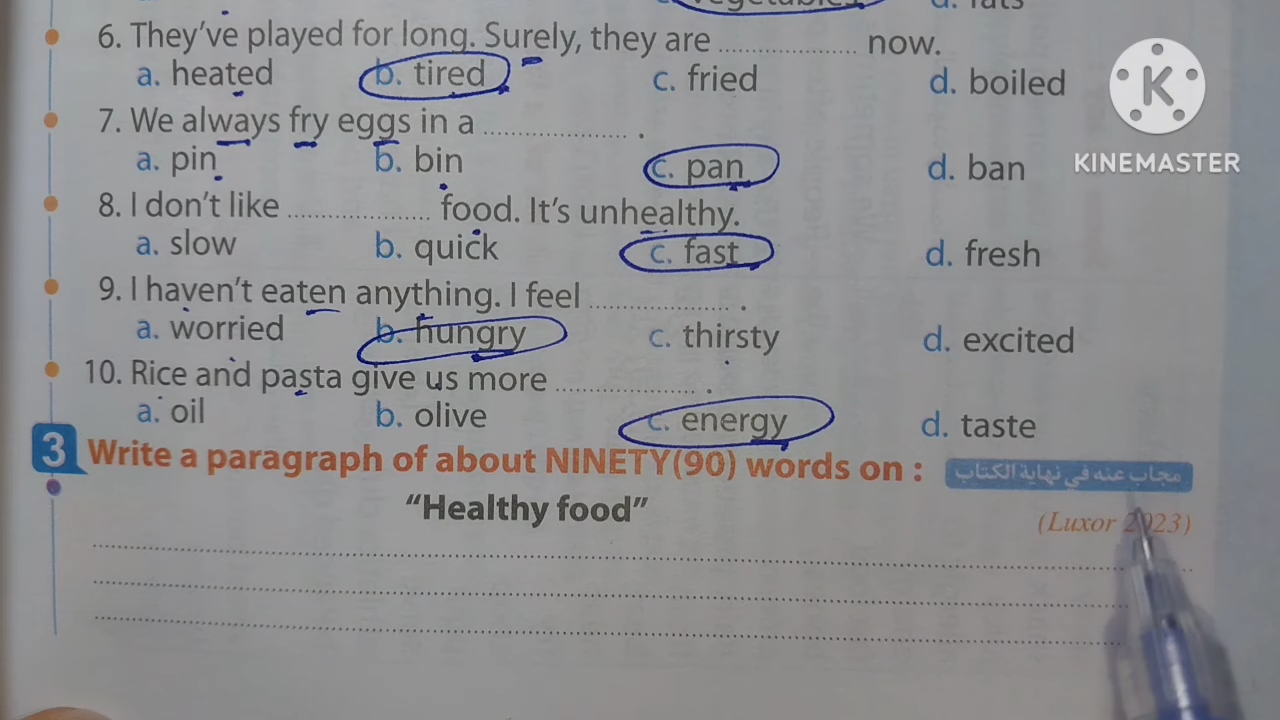 c. vegetables d. fats
6. They've played for long. Surely, they are .................... now.
a. heated b. tired c. fried d. boiled
7. We always fry eggs in a .................... .
a. pin b. bin c. pan d. ban
8. I don't like .................... food. It's unhealthy.
a. slow b. quick c. fast d. fresh
9. I haven't eaten anything. I feel .................... .
a. worried b. hungry c. thirsty d. excited
10. Rice and pasta give us more .................... .
a. oil b. olive c. energy d. taste
3 Write a paragraph of about NINETY(90) words on : مجاب عنه في نهاية الكتاب
"Healthy food"
(Luxor 2023)
K
KINEMASTER